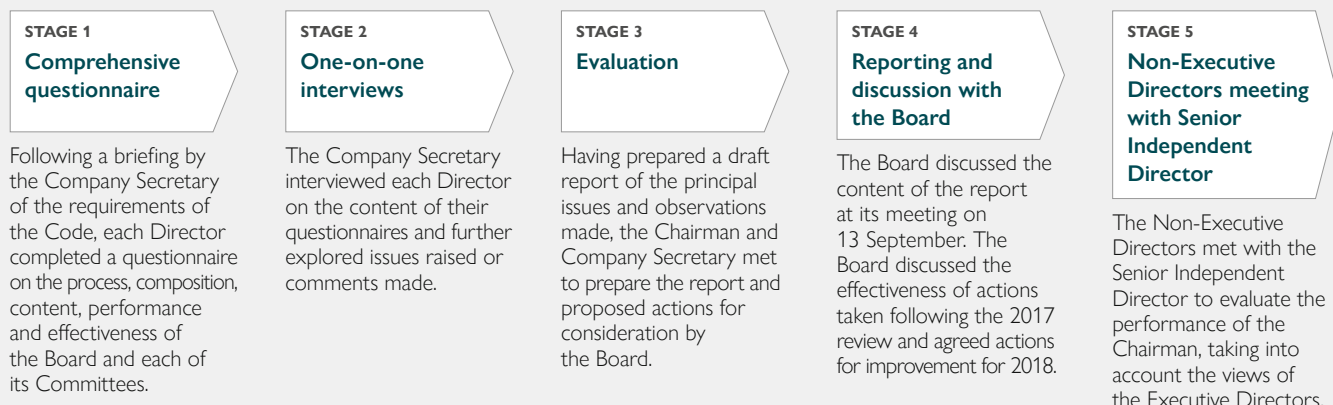 STAGE 1
Comprehensive
questionnaire
Following a briefing by
the Company Secretary
of the requirements of
the Code, each Director
completed a questionnaire
on the process, composition,
content, performance
and effectiveness of
the Board and each of
its Committees.
STAGE 2
One-on-one
interviews
The Company Secretary
interviewed each Director
on the content of their
questionnaires and further
explored issues raised or
comments made.
STAGE 3
Evaluation
Having prepared a draft
report of the principal
issues and observations
made, the Chairman and
Company Secretary met
to prepare the report and
proposed actions for
consideration by
the Board.
STAGE 4
Reporting and
discussion with
the Board
The Board discussed the
content of the report
at its meeting on
13 September. The
Board discussed the
effectiveness of actions
taken following the 2017
review and agreed actions
for improvement for 2018.
STAGE 5
Non-Executive
Directors meeting
with Senior
Independent
Director
The Non-Executive
Directors met with the
Senior Independent
Director to evaluate the
performance of the
Chairman, taking into
account the views of
the Executive Directors.